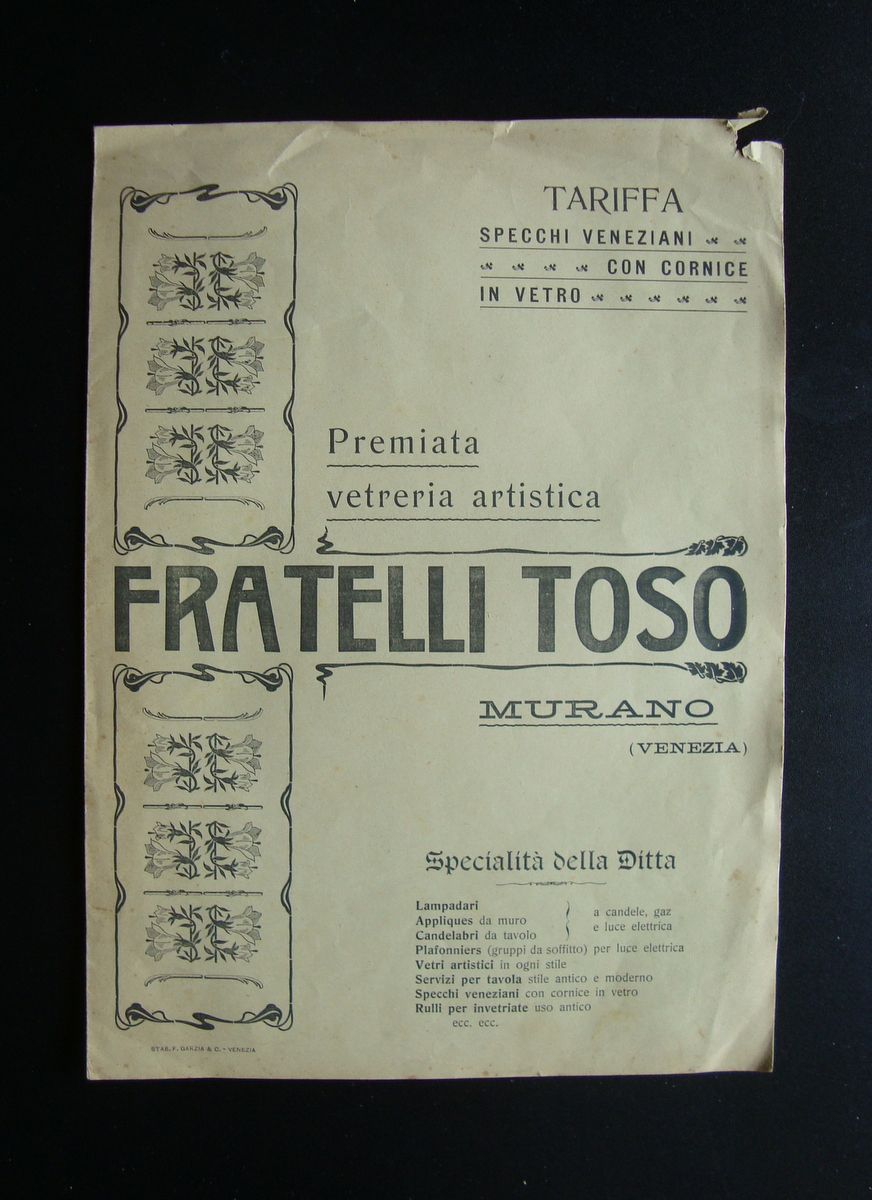 TARIFFA
SPECCHI VENEZIANI
CON CORNICE
IN VETRO
Premiata
vetreria artistica
FRATELLI TOSO
MURANO
(VENEZIA)
Specialità della Ditta
Lampadari
Appliques da muro
Candelabri da tavolo
a candele, gaz
e luce elettrica
Plafonniers (gruppi da soffitto) per luce elettrica
Vetri artistici in ogni stile
Servizi per tavola stile antico e moderno
Specchi veneziani con cornice in vetro
Rulli per invetriate uso antico
ecc. ecc.
STAB. F. GARZIA & C. - VENEZIA